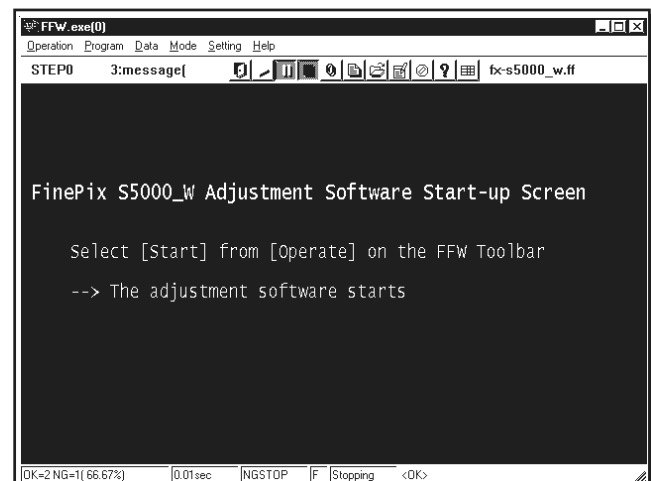 FFW.exe(0)
Operation Program Data Mode Setting Help
STEP0 3:message( fx-s5000_w.ff
FinePix S5000_W Adjustment Software Start-up Screen
Select [Start] from [Operate] on the FFW Toolbar
--> The adjustment software starts
OK=2 NG=1( 66.67%) 0.01sec NGSTOP F Stopping <OK>